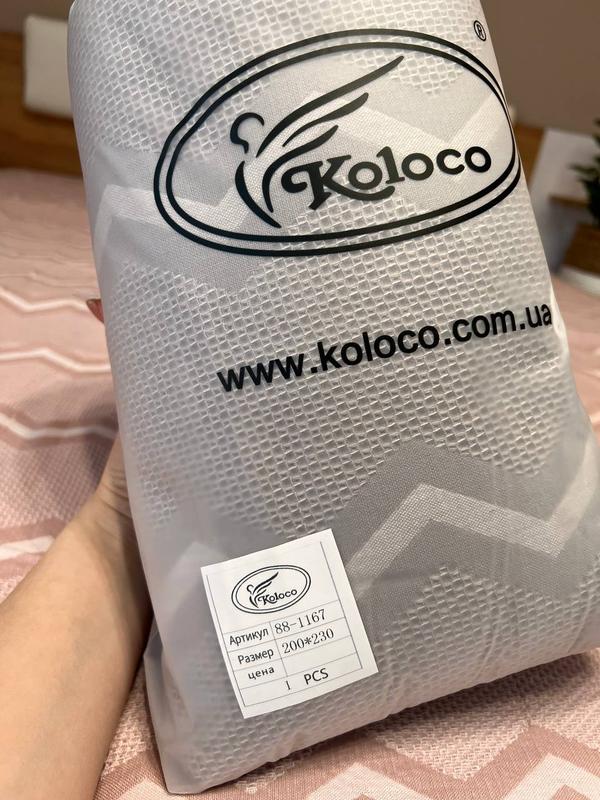 ®
Koloco
www.koloco.com.ua
Koloco
Артикул 88-1167
Размер 200*230
цена
1 PCS